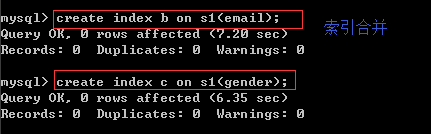 mysql> create index b on s1(email);
索引合并
Query OK, 0 rows affected (7.20 sec)
Records: 0  Duplicates: 0  Warnings: 0
mysql> create index c on s1(gender);
Query OK, 0 rows affected (6.35 sec)
Records: 0  Duplicates: 0  Warnings: 0